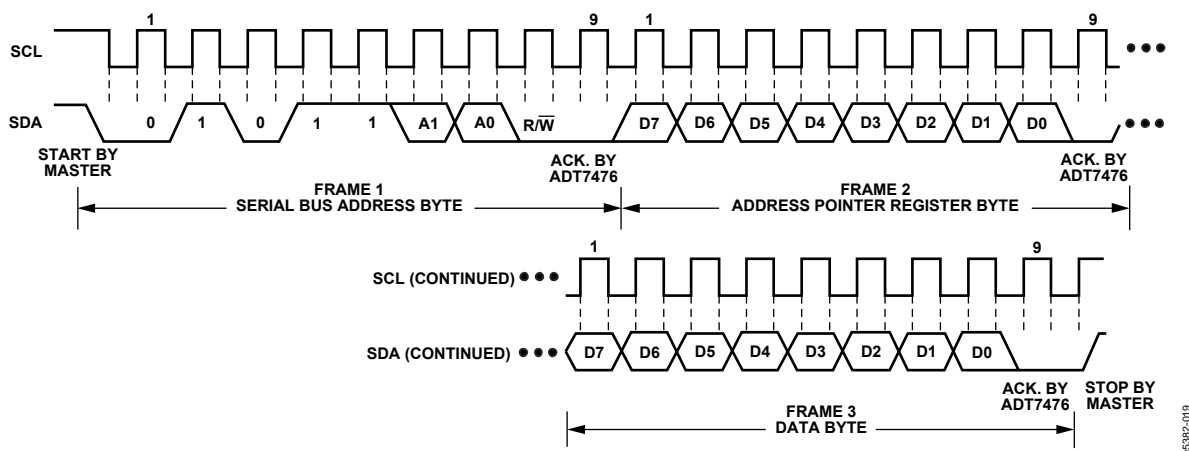 1 9 1 9
SCL
SDA 0 1 0 1 1 A1 A0 R/W̅ D7 D6 D5 D4 D3 D2 D1 D0
START BY
MASTER
ACK. BY
ADT7476
ACK. BY
ADT7476
FRAME 1
SERIAL BUS ADDRESS BYTE
FRAME 2
ADDRESS POINTER REGISTER BYTE
1 9
SCL (CONTINUED)
SDA (CONTINUED) D7 D6 D5 D4 D3 D2 D1 D0
ACK. BY
ADT7476
STOP BY
MASTER
FRAME 3
DATA BYTE
05382-019